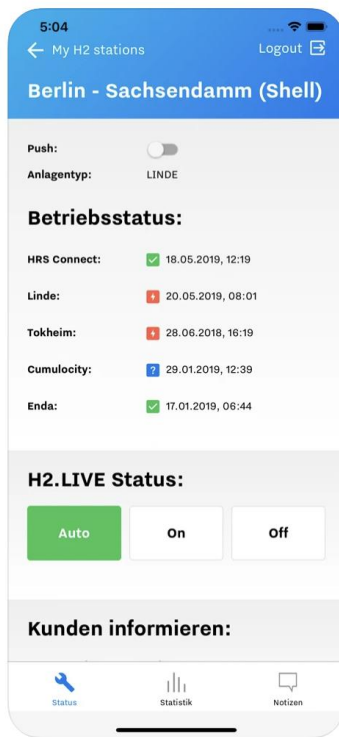 5:04
My H2 stations Logout
Berlin - Sachsendamm (Shell)
Push:
Anlagentyp: LINDE
Betriebsstatus:
HRS Connect: 18.05.2019, 12:19
Linde: 20.05.2019, 08:01
Tokheim: 28.06.2018, 16:19
Cumulocity: ? 29.01.2019, 12:39
Enda: 17.01.2019, 06:44
H2.LIVE Status:
Auto On Off
Kunden informieren:
Status Statistik Notizen